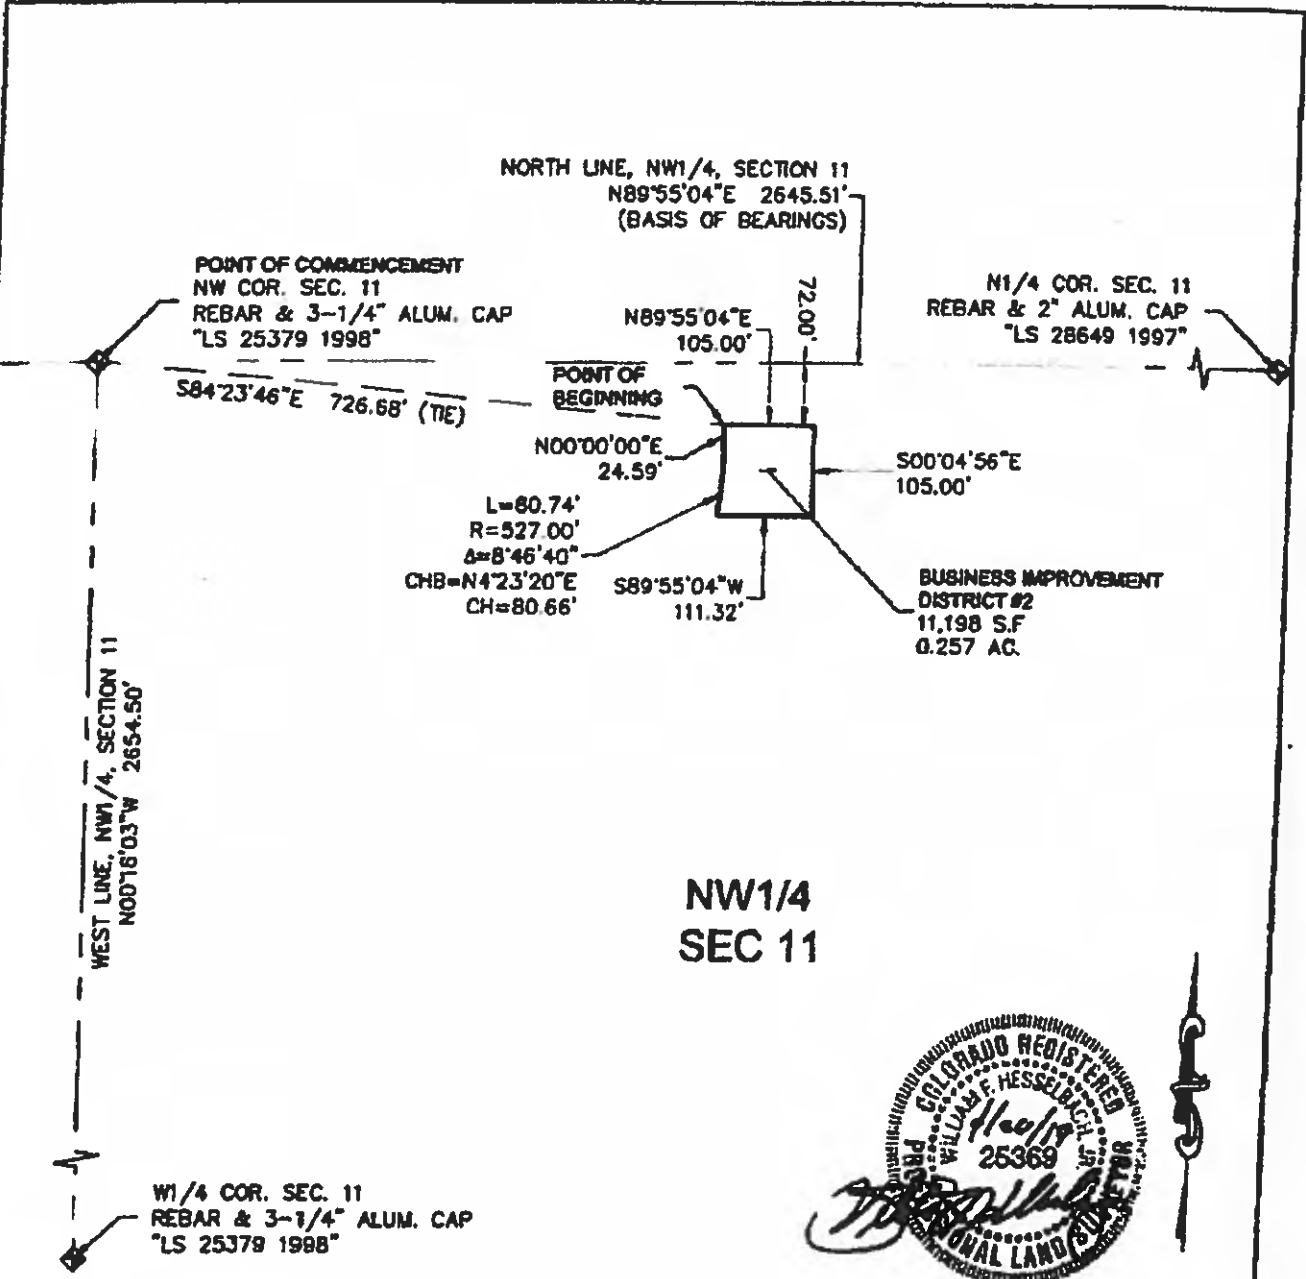 NORTH LINE, NW1/4, SECTION 11
N89°55'04"E 2645.51'
(BASIS OF BEARINGS)
POINT OF COMMENCEMENT
NW COR. SEC. 11
REBAR & 3-1/4" ALUM. CAP
"LS 25379 1998"
N1/4 COR. SEC. 11
REBAR & 2" ALUM. CAP
"LS 28649 1997"
72.00'
N89°55'04"E
105.00'
S84°23'46"E 726.68' (TIE)
POINT OF
BEGINNING
N00°00'00"E
24.59'
S00°04'56"E
105.00'
L=80.74'
R=527.00'
Δ=8°46'40"
CHB=N4°23'20"E
CH=80.66'
S89°55'04"W
111.32'
BUSINESS IMPROVEMENT
DISTRICT #2
11,198 S.F
0.257 AC.
WEST LINE, NW1/4, SECTION 11
N00°16'03"W 2654.50'
NW1/4
SEC 11
COLORADO REGISTERED
WILLIAM F. HESSELBACH, JR.
25369
LAND
W1/4 COR. SEC. 11
REBAR & 3-1/4" ALUM. CAP
"LS 25379 1998"